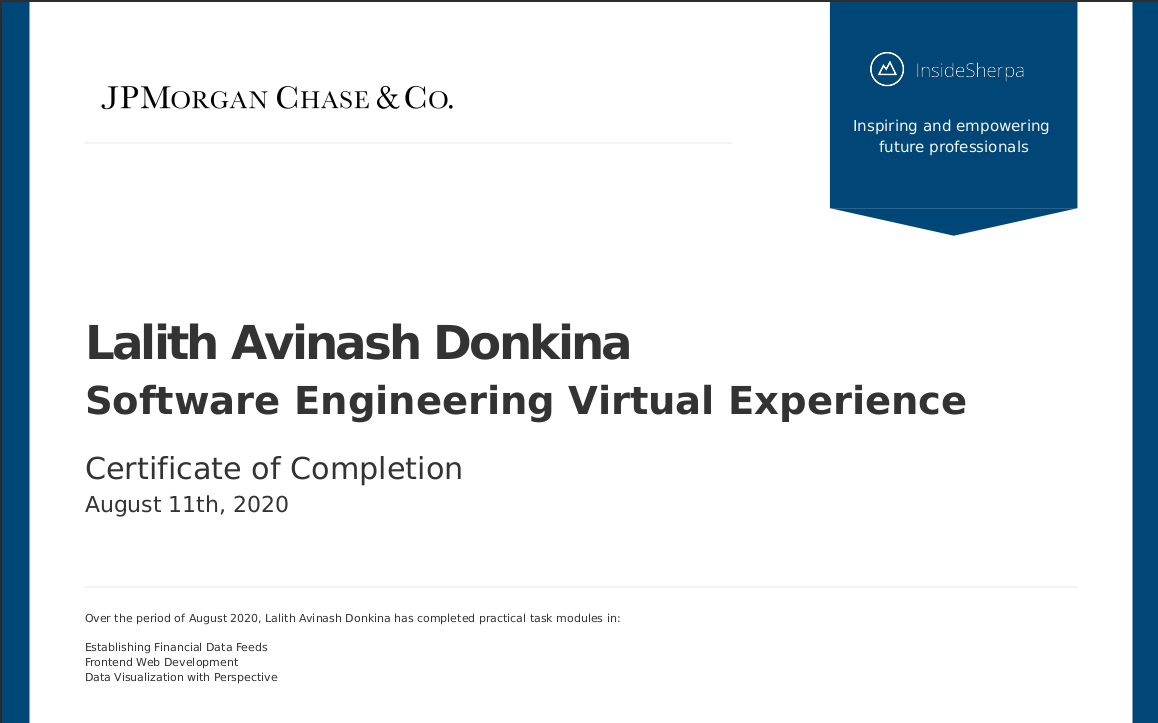 JPMORGAN CHASE & CO.
InsideSherpa
Inspiring and empowering
future professionals
Lalith Avinash Donkina
Software Engineering Virtual Experience
Certificate of Completion
August 11th, 2020
Over the period of August 2020, Lalith Avinash Donkina has completed practical task modules in:
Establishing Financial Data Feeds
Frontend Web Development
Data Visualization with Perspective